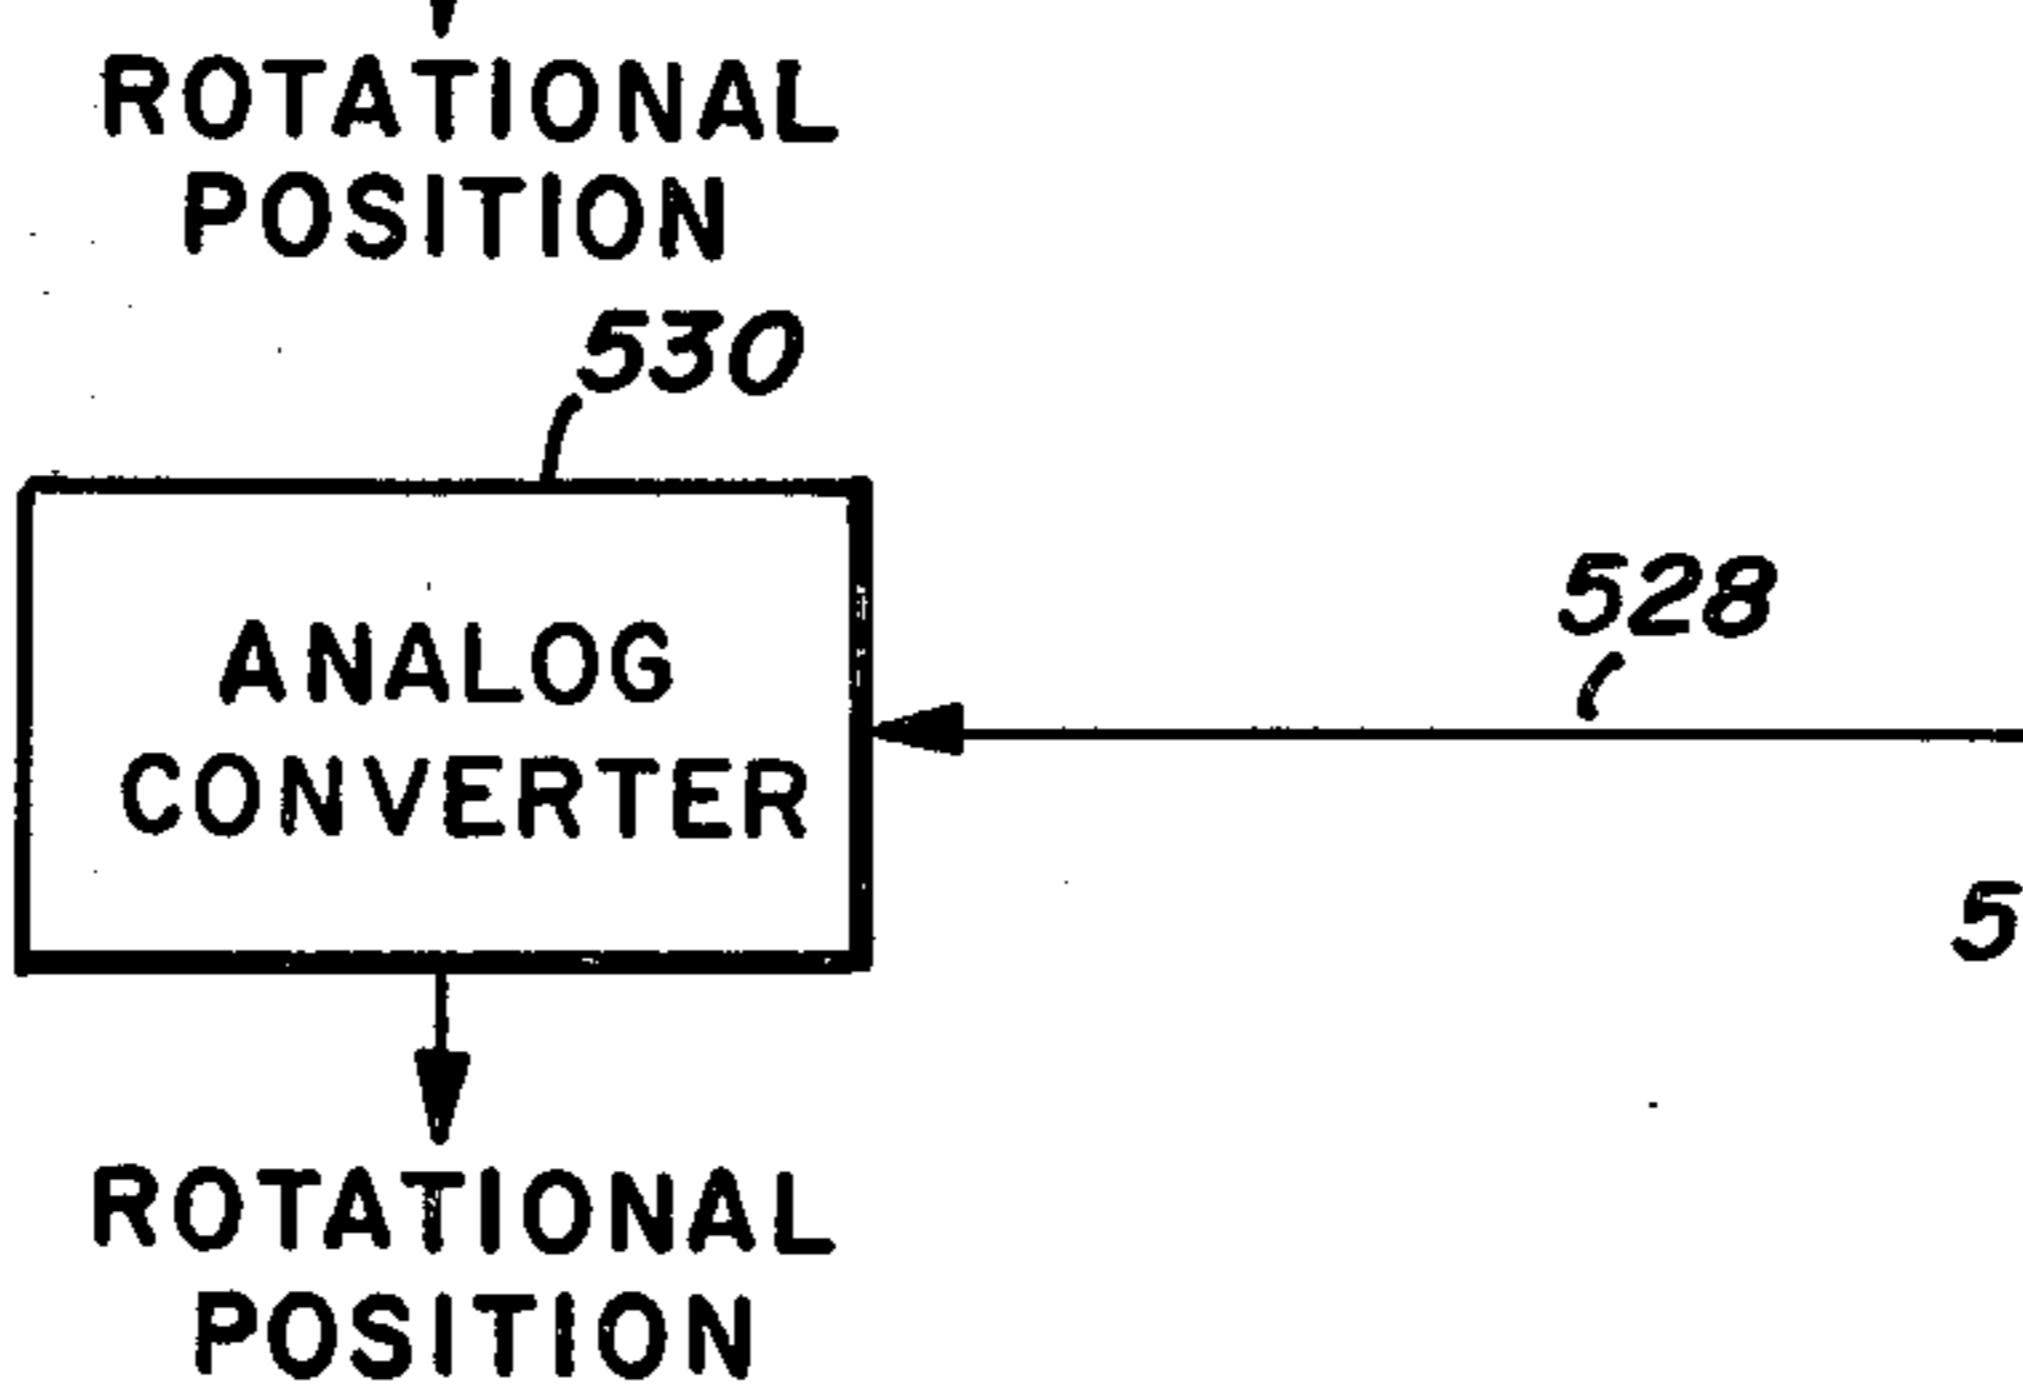 ROTATIONAL
POSITION
530
ANALOG
CONVERTER
528
5
ROTATIONAL
POSITION